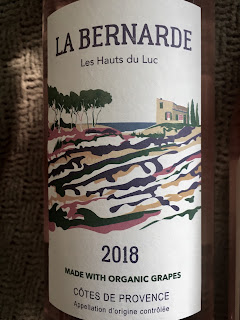 LA BERNARDE
Les Hauts du Luc
2018
MADE WITH ORGANIC GRAPES
CÔTES DE PROVENCE
Appellation d'origine contrôlée